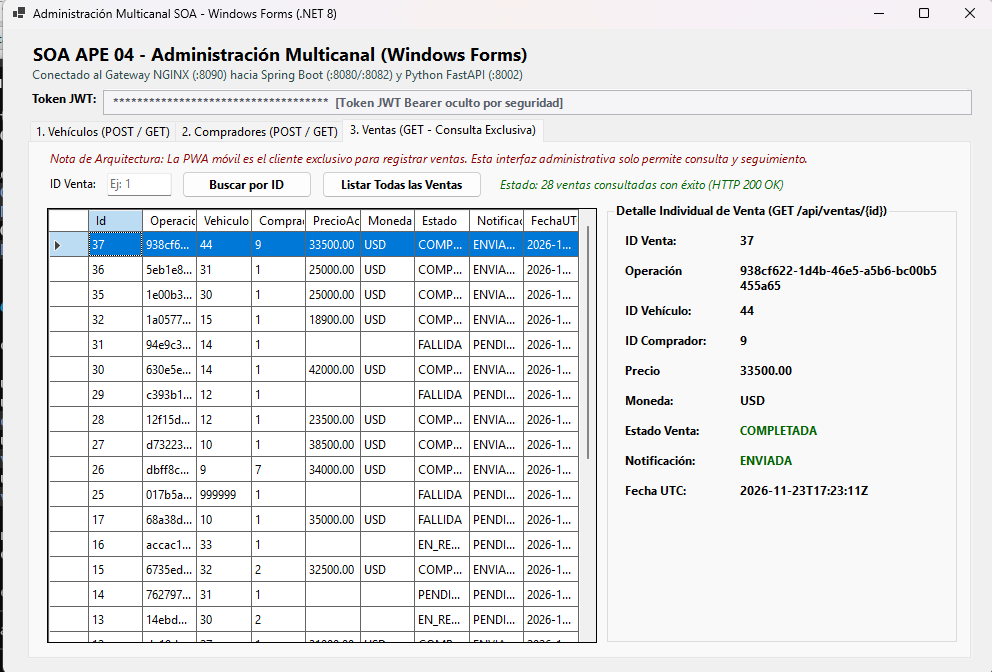 Administración Multicanal SOA - Windows Forms (.NET 8)
SOA APE 04 - Administración Multicanal (Windows Forms)
Conectado al Gateway NGINX (:8090) hacia Spring Boot (:8080/:8082) y Python FastAPI (:8002)
Token JWT: ************************************ [Token JWT Bearer oculto por seguridad]
1. Vehículos (POST / GET) 2. Compradores (POST / GET) 3. Ventas (GET - Consulta Exclusiva)
Nota de Arquitectura: La PWA móvil es el cliente exclusivo para registrar ventas. Esta interfaz administrativa solo permite consulta y seguimiento.
ID Venta: Ej: 1 Buscar por ID Listar Todas las Ventas Estado: 28 ventas consultadas con éxito (HTTP 200 OK)
Id Operacic Vehiculo Comprac PrecioAc Moneda Estado Notificac FechaUT
37 938cf6... 44 9 33500.00 USD COMP... ENVIA... 2026-1...
36 5eb1e8... 31 1 25000.00 USD COMP... ENVIA... 2026-1...
35 1e00b3... 30 1 25000.00 USD COMP... ENVIA... 2026-1...
32 1a0577... 15 1 18900.00 USD COMP... ENVIA... 2026-1...
31 94e9c3... 14 1 FALLIDA PENDI... 2026-1...
30 630e5e... 14 1 42000.00 USD COMP... ENVIA... 2026-1...
29 c393b1... 12 1 FALLIDA PENDI... 2026-1...
28 12f15d... 12 1 23500.00 USD COMP... ENVIA... 2026-1...
27 d73223... 10 1 38500.00 USD COMP... ENVIA... 2026-1...
26 dbff8c... 9 7 34000.00 USD COMP... ENVIA... 2026-1...
25 017b5a... 999999 1 FALLIDA PENDI... 2026-1...
17 68a38d... 10 1 35000.00 USD FALLIDA PENDI... 2026-1...
16 accac1... 33 1 EN_RE... PENDI... 2026-1...
15 6735ed... 32 2 32500.00 USD COMP... ENVIA... 2026-1...
14 762797... 31 1 PENDI... PENDI... 2026-1...
13 14ebd... 30 2 EN_RE... PENDI... 2026-1...
Detalle Individual de Venta (GET /api/ventas/{id})
ID Venta: 37
Operación 938cf622-1d4b-46e5-a5b6-bc00b5
455a65
ID Vehículo: 44
ID Comprador: 9
Precio 33500.00
Moneda: USD
Estado Venta: COMPLETADA
Notificación: ENVIADA
Fecha UTC: 2026-11-23T17:23:11Z